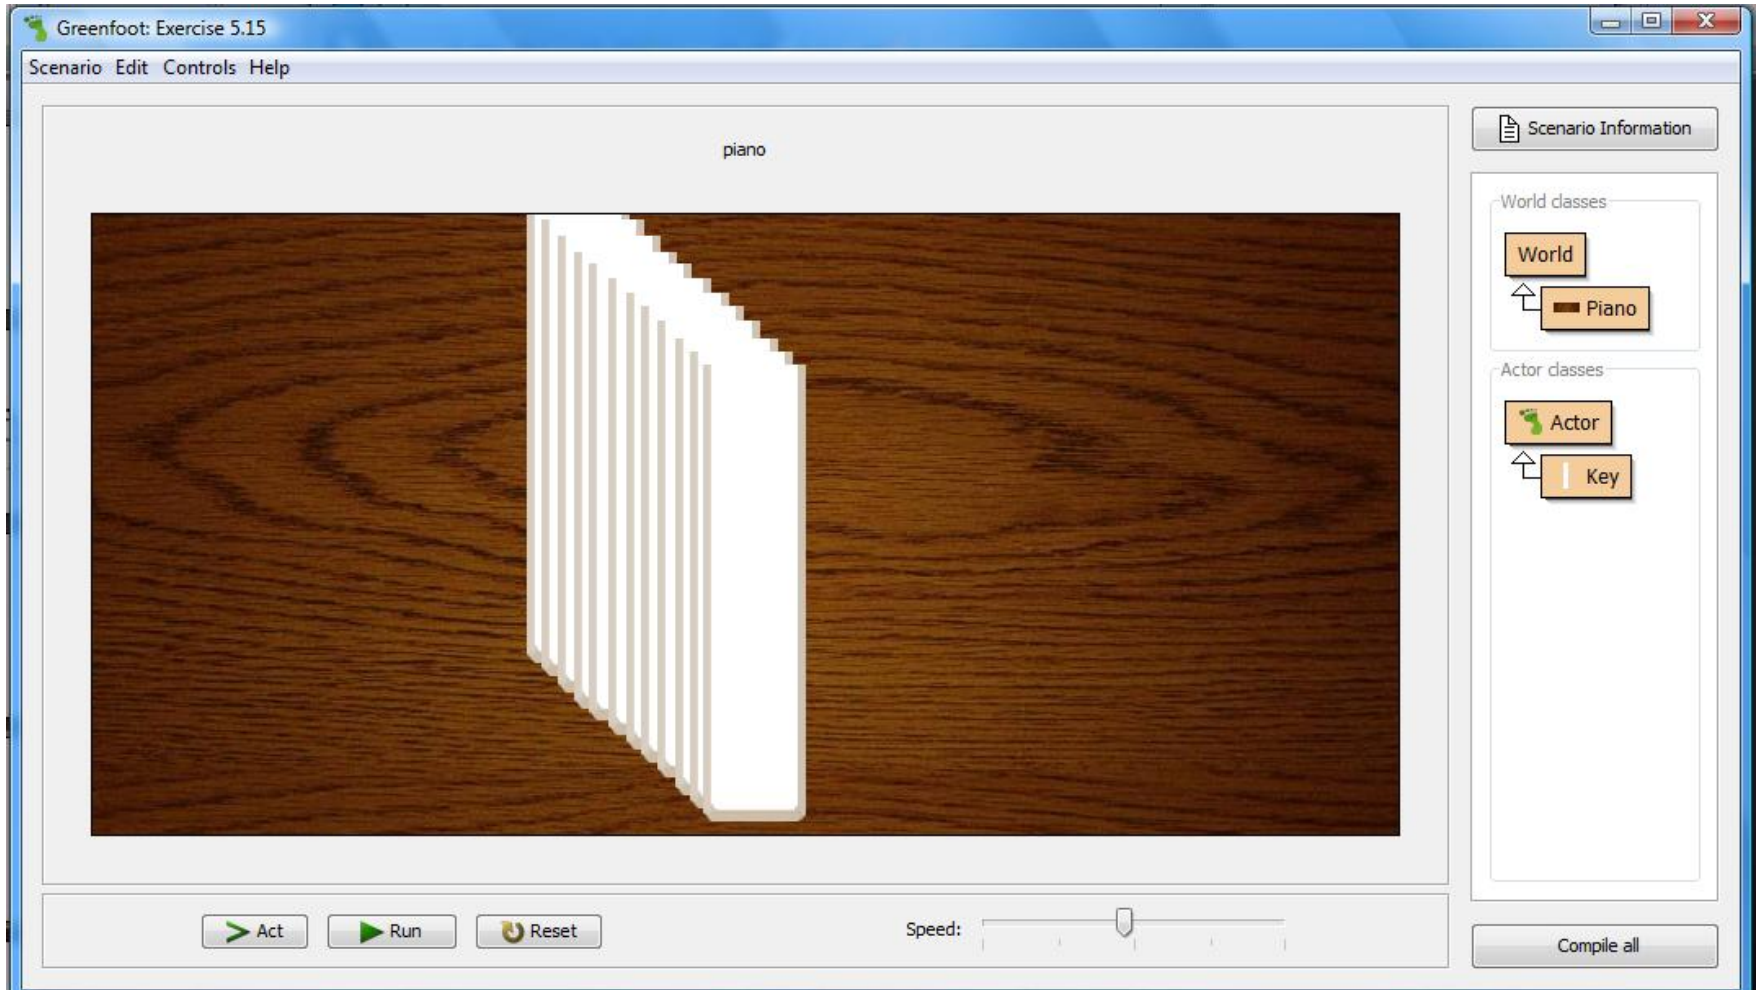 Greenfoot: Exercise 5.15
Scenario Edit Controls Help
piano
Scenario Information
World classes
World
Piano
Actor classes
Actor
Key
Act Run Reset Speed:
Compile all